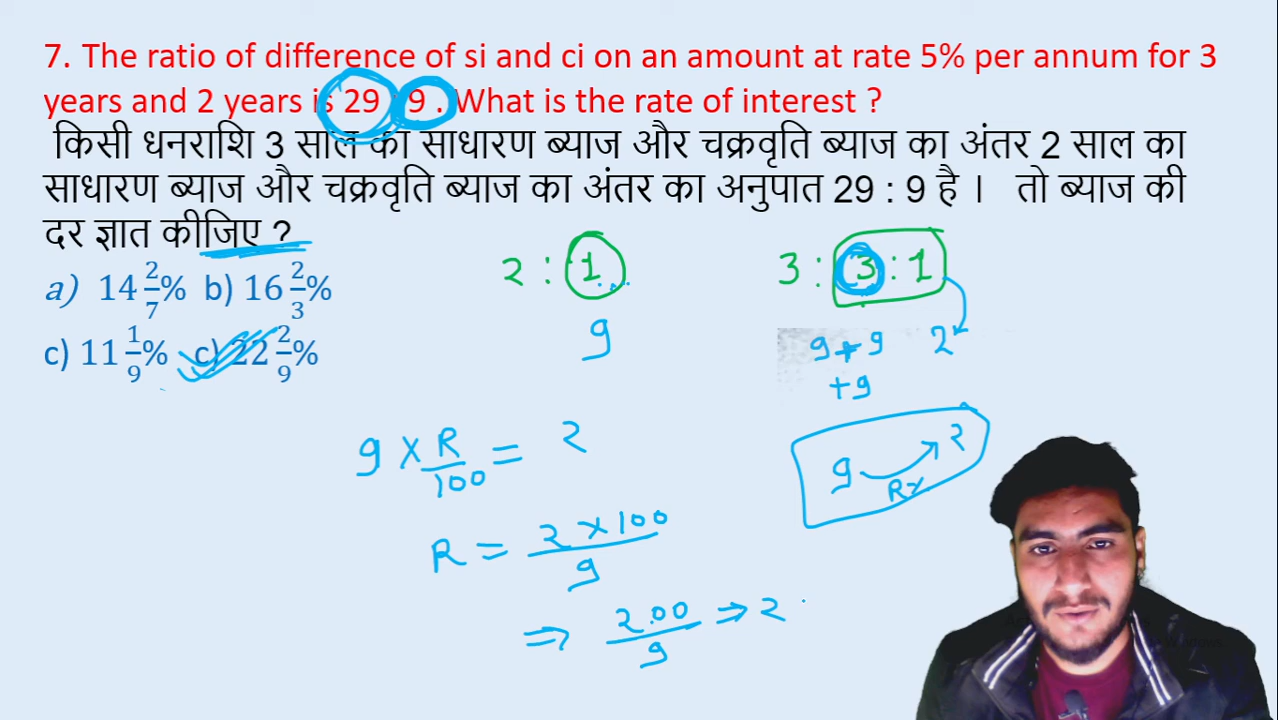 7. The ratio of difference of si and ci on an amount at rate 5% per annum for 3
years and 2 years is 29 : 9 . What is the rate of interest ?
किसी धनराशि 3 साल का साधारण ब्याज और चक्रवृति ब्याज का अंतर 2 साल का
साधारण ब्याज और चक्रवृति ब्याज का अंतर का अनुपात 29 : 9 है । तो ब्याज की
दर ज्ञात कीजिए ?
a) 14 2/7% b) 16 2/3%
c) 11 1/9% c) 22 2/9%
2 : 1 3 : 3 : 1
9 9 + 9 2
+ 9
9 × R/100 = 2
9 R% 2
R = 2 × 100 / 9
⇒ 200/9 ⇒ 2